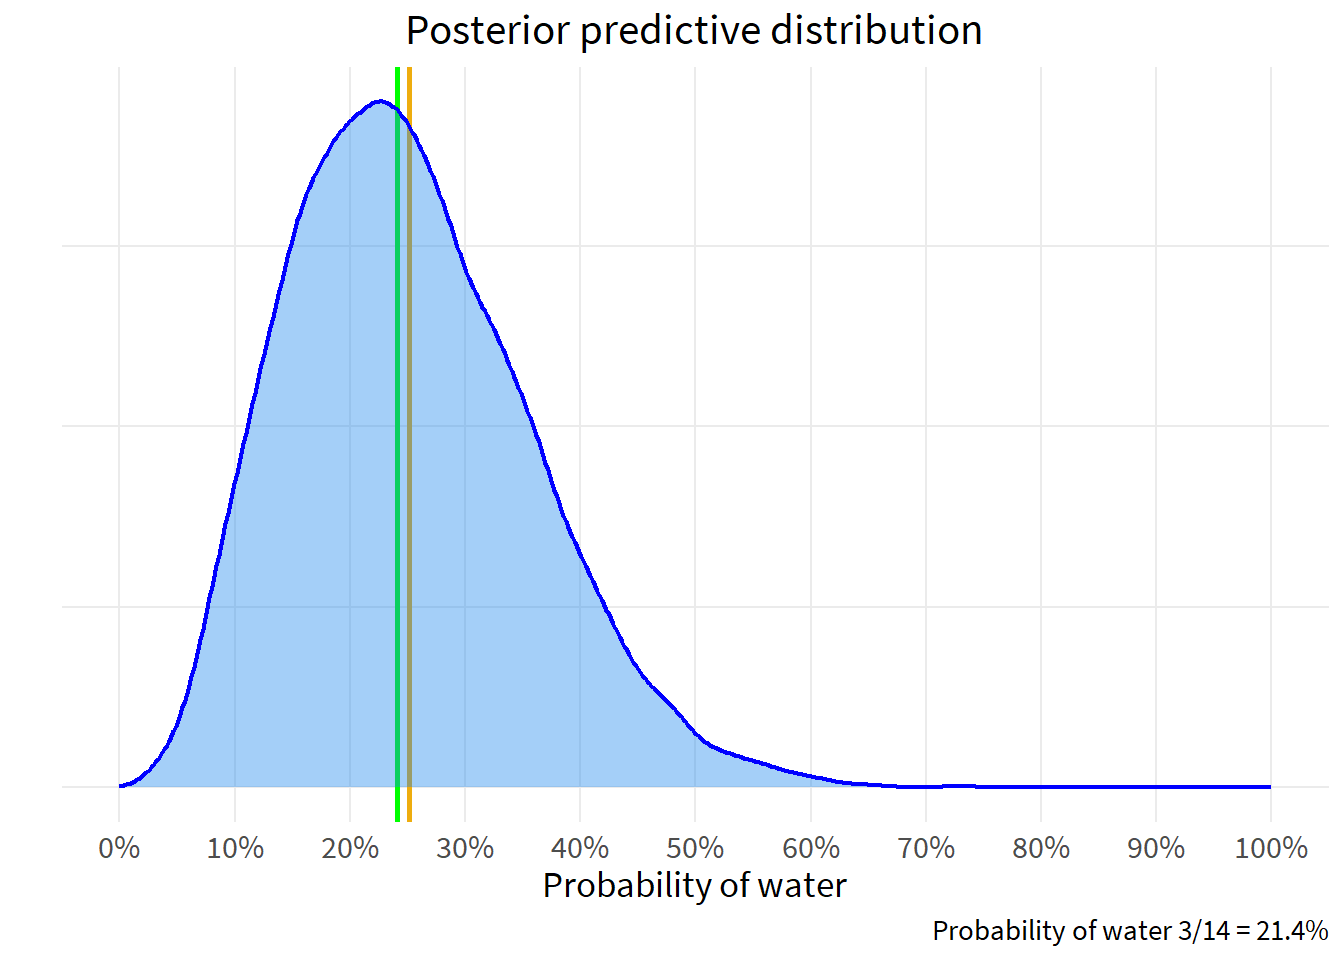 Posterior predictive distribution
0% 10% 20% 30% 40% 50% 60% 70% 80% 90% 100%
Probability of water
Probability of water 3/14 = 21.4%